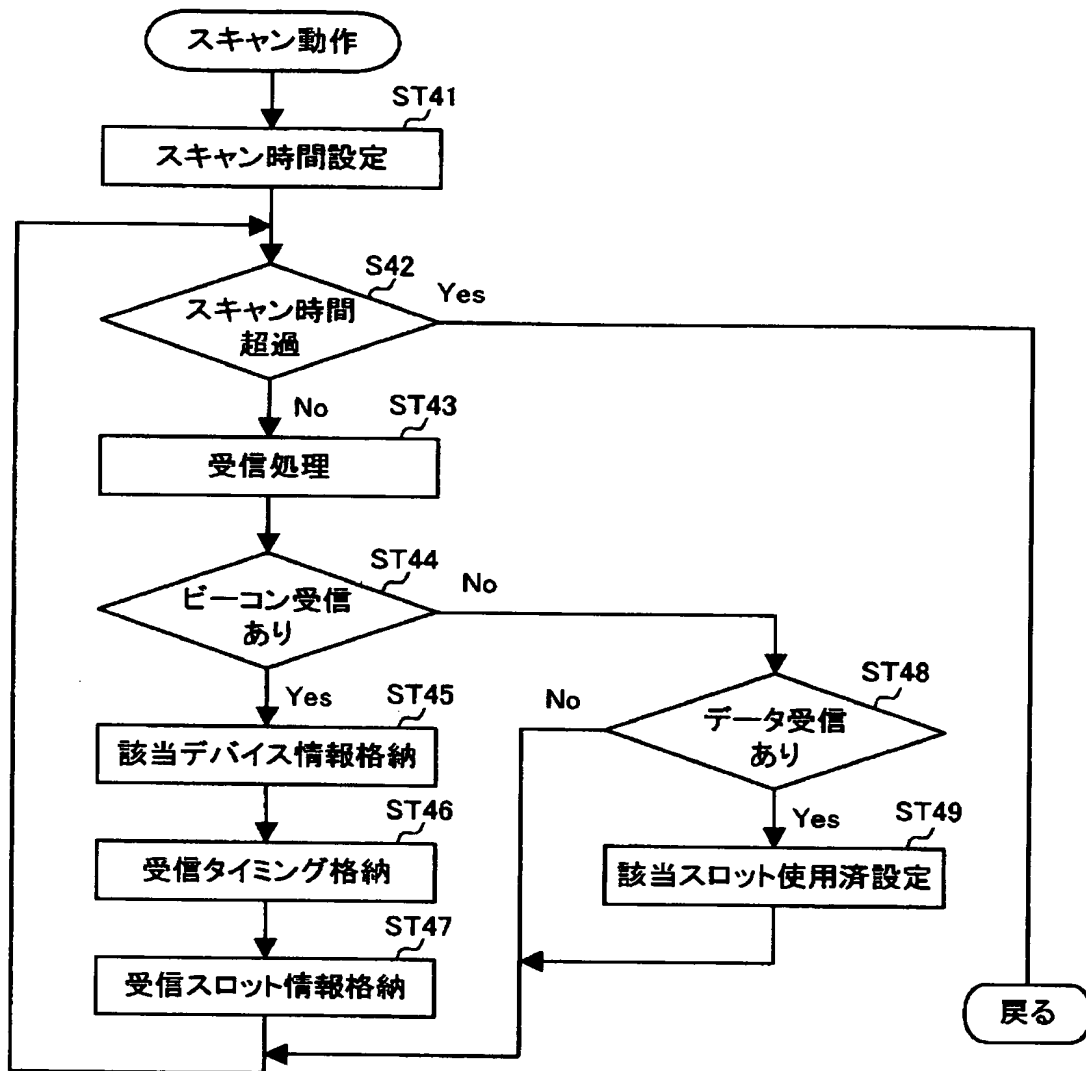 スキャン動作
ST41
スキャン時間設定
S42
スキャン時間
超過
Yes
No
ST43
受信処理
ST44
ビーコン受信
あり
No
Yes
ST45
該当デバイス情報格納
ST46
受信タイミング格納
ST47
受信スロット情報格納
ST48
データ受信
あり
No
Yes
ST49
該当スロット使用済設定
戻る